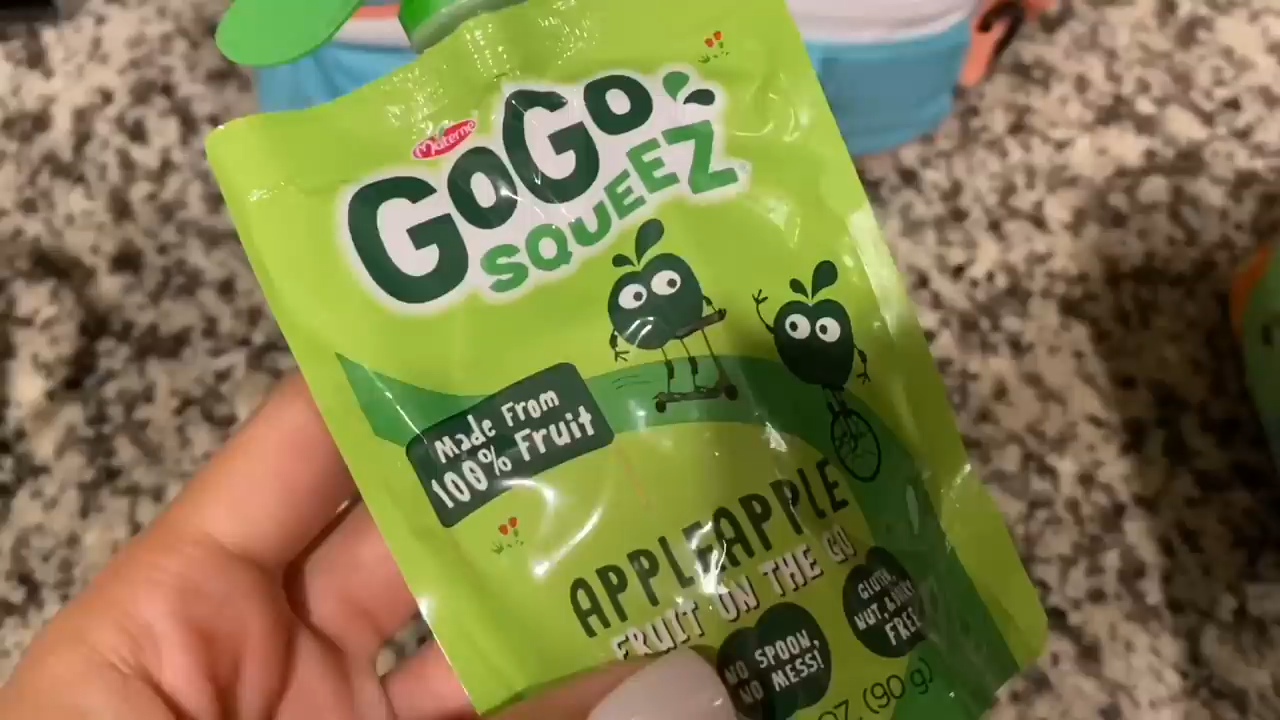 Materne
GoGo
SQUEEZ
Made From
100% Fruit
APPLEAPPLE
FRUIT ON THE GO
GLUTEN,
NUT, & DAIRY
FREE
NO SPOON,
NO MESS!
OZ. (90 g)